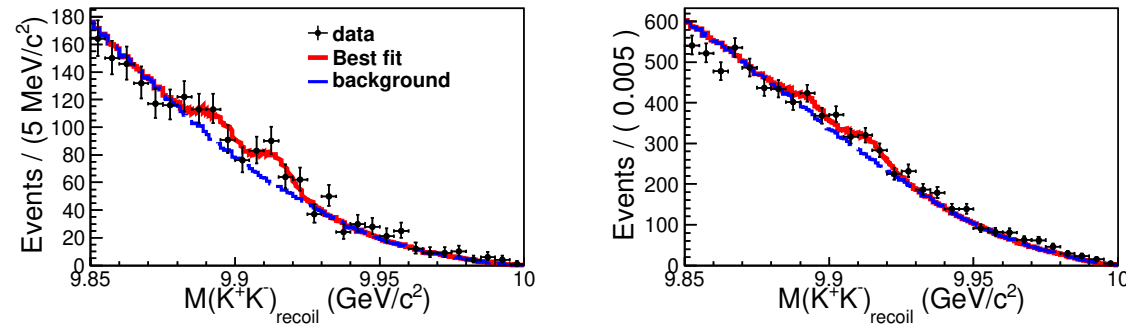 Events / (5 MeV/c²)
180
160
140
120
100
80
60
40
20
0
data
Best fit
background
9.85 9.9 9.95 10
M(K⁺K⁻)recoil (GeV/c²)
Events / ( 0.005 )
600
500
400
300
200
100
0
9.85 9.9 9.95 10
M(K⁺K⁻)recoil (GeV/c²)